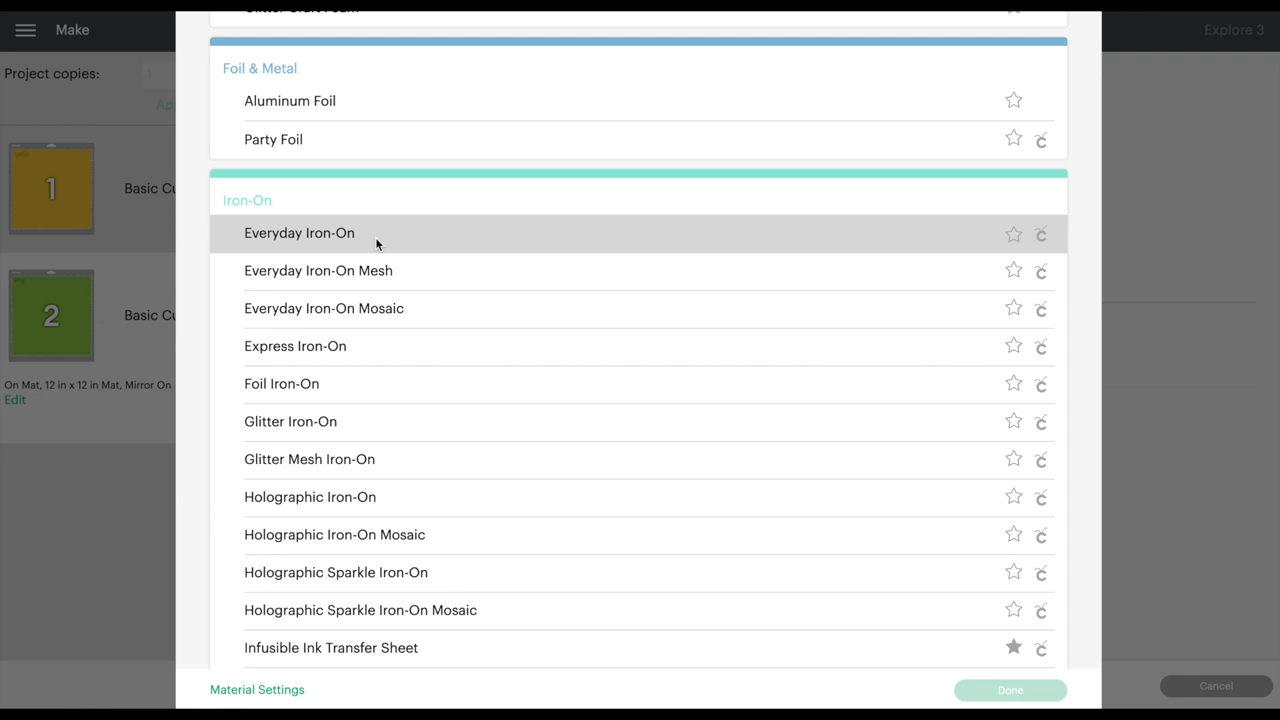 Glitter Craft Foam
Make
Explore 3
Project copies:
Foil & Metal
Aluminum Foil
Party Foil
1
Basic Cu
Iron-On
Everyday Iron-On
Everyday Iron-On Mesh
Everyday Iron-On Mosaic
2
Basic Cu
Express Iron-On
On Mat, 12 in x 12 in Mat, Mirror On
Edit
Foil Iron-On
Glitter Iron-On
Glitter Mesh Iron-On
Holographic Iron-On
Holographic Iron-On Mosaic
Holographic Sparkle Iron-On
Holographic Sparkle Iron-On Mosaic
Infusible Ink Transfer Sheet
Material Settings
Done
Cancel